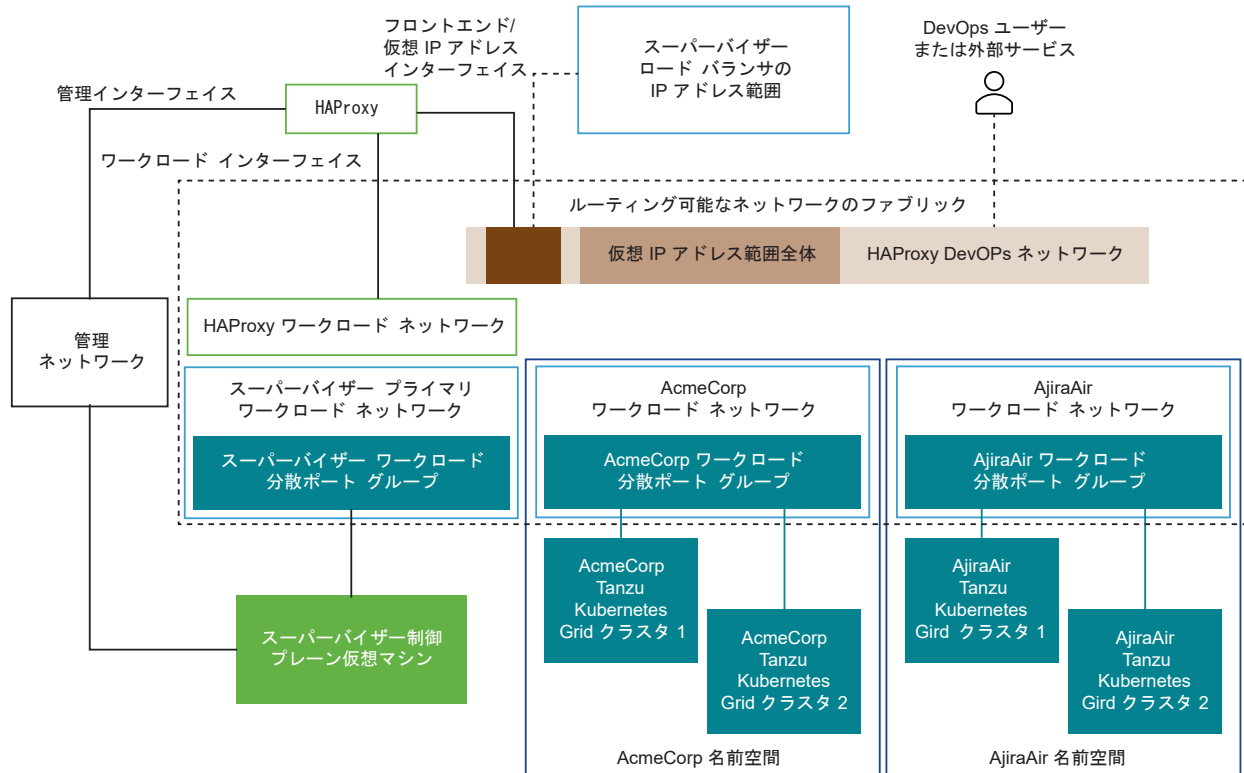 フロントエンド/
仮想 IP アドレス
インターフェイス
スーパーバイザー
ロード バランサの
IP アドレス範囲
DevOps ユーザー
または外部サービス
管理インターフェイス
HAProxy
ワークロード インターフェイス
ルーティング可能なネットワークのファブリック
仮想 IP アドレス範囲全体
HAProxy DevOPs ネットワーク
管理
ネットワーク
HAProxy ワークロード ネットワーク
スーパーバイザー プライマリ
ワークロード ネットワーク
スーパーバイザー ワークロード
分散ポート グループ
AcmeCorp
ワークロード ネットワーク
AcmeCorp ワークロード
分散ポート グループ
AjiraAir
ワークロード ネットワーク
AjiraAir ワークロード
分散ポート グループ
スーパーバイザー制御
プレーン仮想マシン
AcmeCorp
Tanzu
Kubernetes
Grid クラスタ 1
AcmeCorp
Tanzu
Kubernetes
Grid クラスタ 2
AjiraAir
Tanzu
Kubernetes
Gird クラスタ 1
AjiraAir
Tanzu
Kubernetes
Gird クラスタ 2
AcmeCorp 名前空間
AjiraAir 名前空間